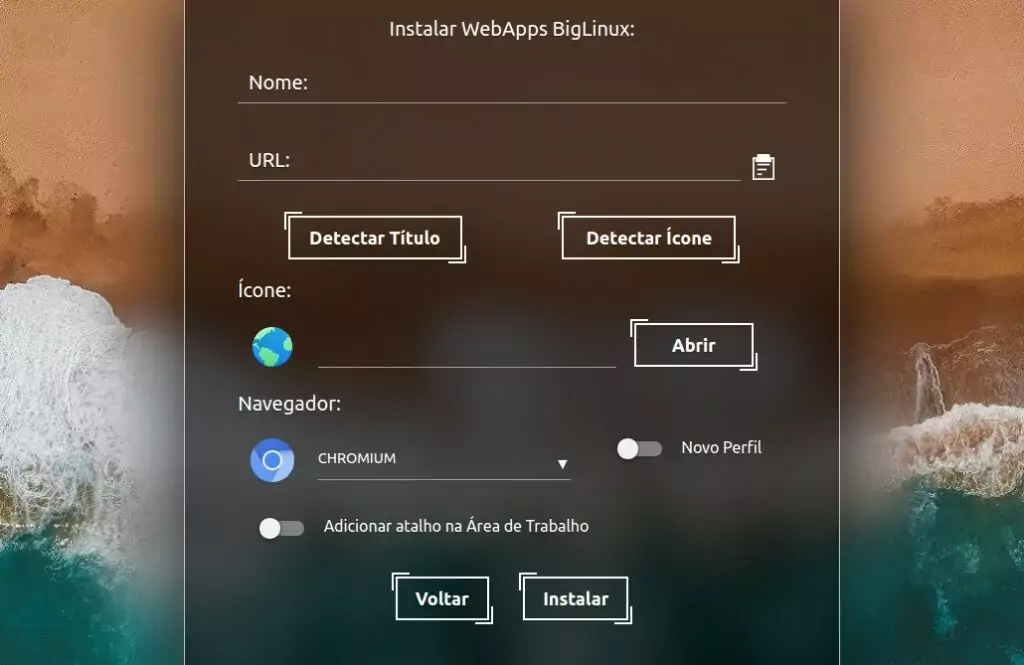 Instalar WebApps BigLinux:
Nome:
URL:
Detectar Título
Detectar Ícone
Ícone:
Abrir
Navegador:
CHROMIUM
Novo Perfil
Adicionar atalho na Área de Trabalho
Voltar
Instalar